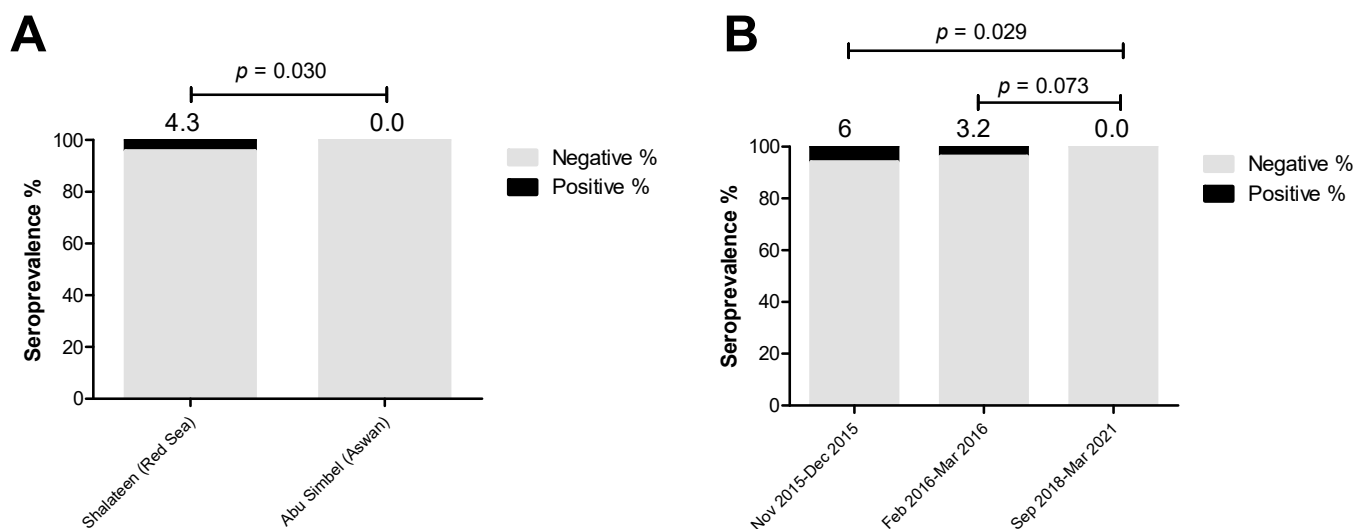 A
p = 0.030
4.3 0.0
100
80
60
40
20
0
Seroprevalence %
Shalateen (Red Sea)
Abu Simbel (Aswan)
Negative %
Positive %
B
p = 0.029
p = 0.073
6 3.2 0.0
100
80
60
40
20
0
Seroprevalence %
Nov 2015-Dec 2015
Feb 2016-Mar 2016
Sep 2018-Mar 2021
Negative %
Positive %